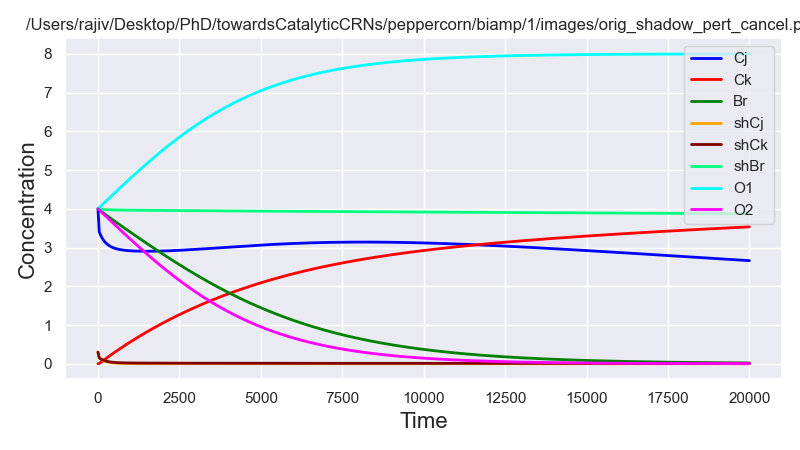 /Users/rajiv/Desktop/PhD/towardsCatalyticCRNs/peppercorn/biamp/1/images/orig_shadow_pert_cancel.p
Concentration
8
7
6
5
4
3
2
1
0
Cj
Ck
Br
shCj
shCk
shBr
O1
O2
0 2500 5000 7500 10000 12500 15000 17500 20000
Time